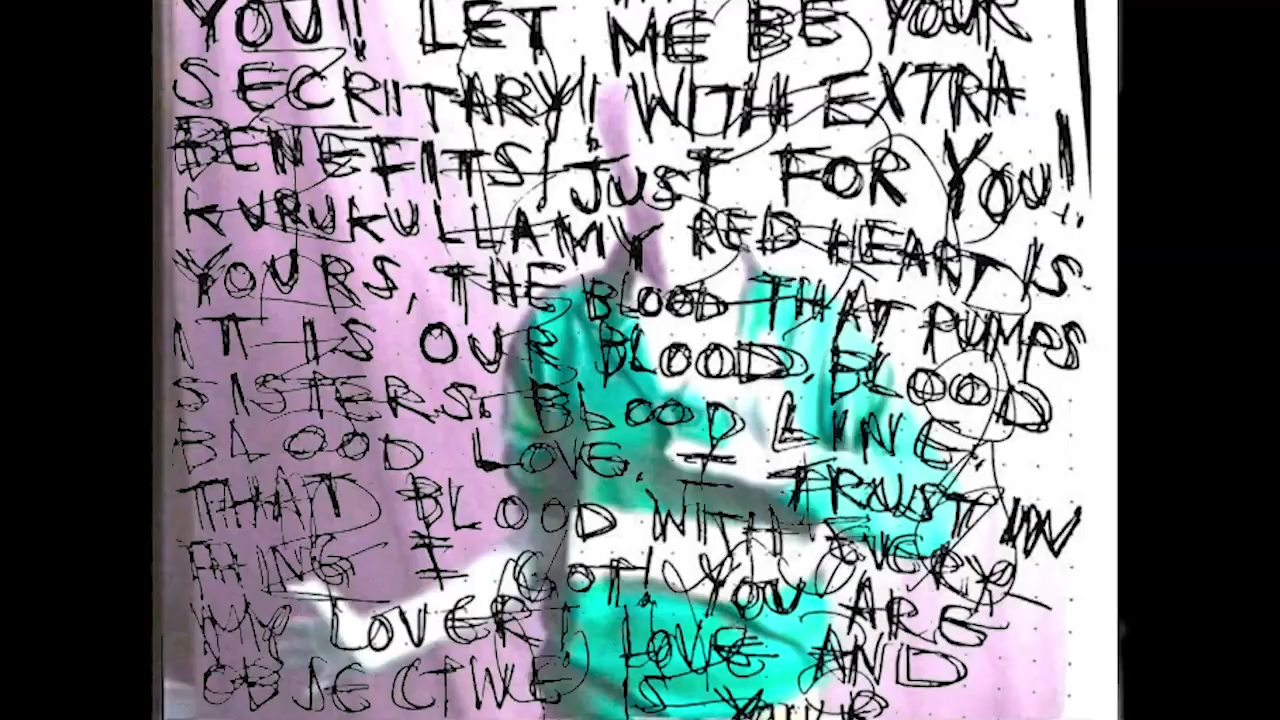 YOU!! LET ME BE YOUR
SECRITARY!! WITH EXTRA
BENEFITS! JUST FOR YOU!!
KURUKULLA MY RED HEART IS
YOURS, THE BLOOD THAT PUMPS
IT IS OUR BLOOD, BLOOD
SISTERS. BLOOD LINE.
BLOOD LOVE. I TRUST IN
THAT BLOOD WITH EVERY
THING I GOT! YOU ARE
MY LOVER! LOVE AND
OBJECTIVE) IS YOUR